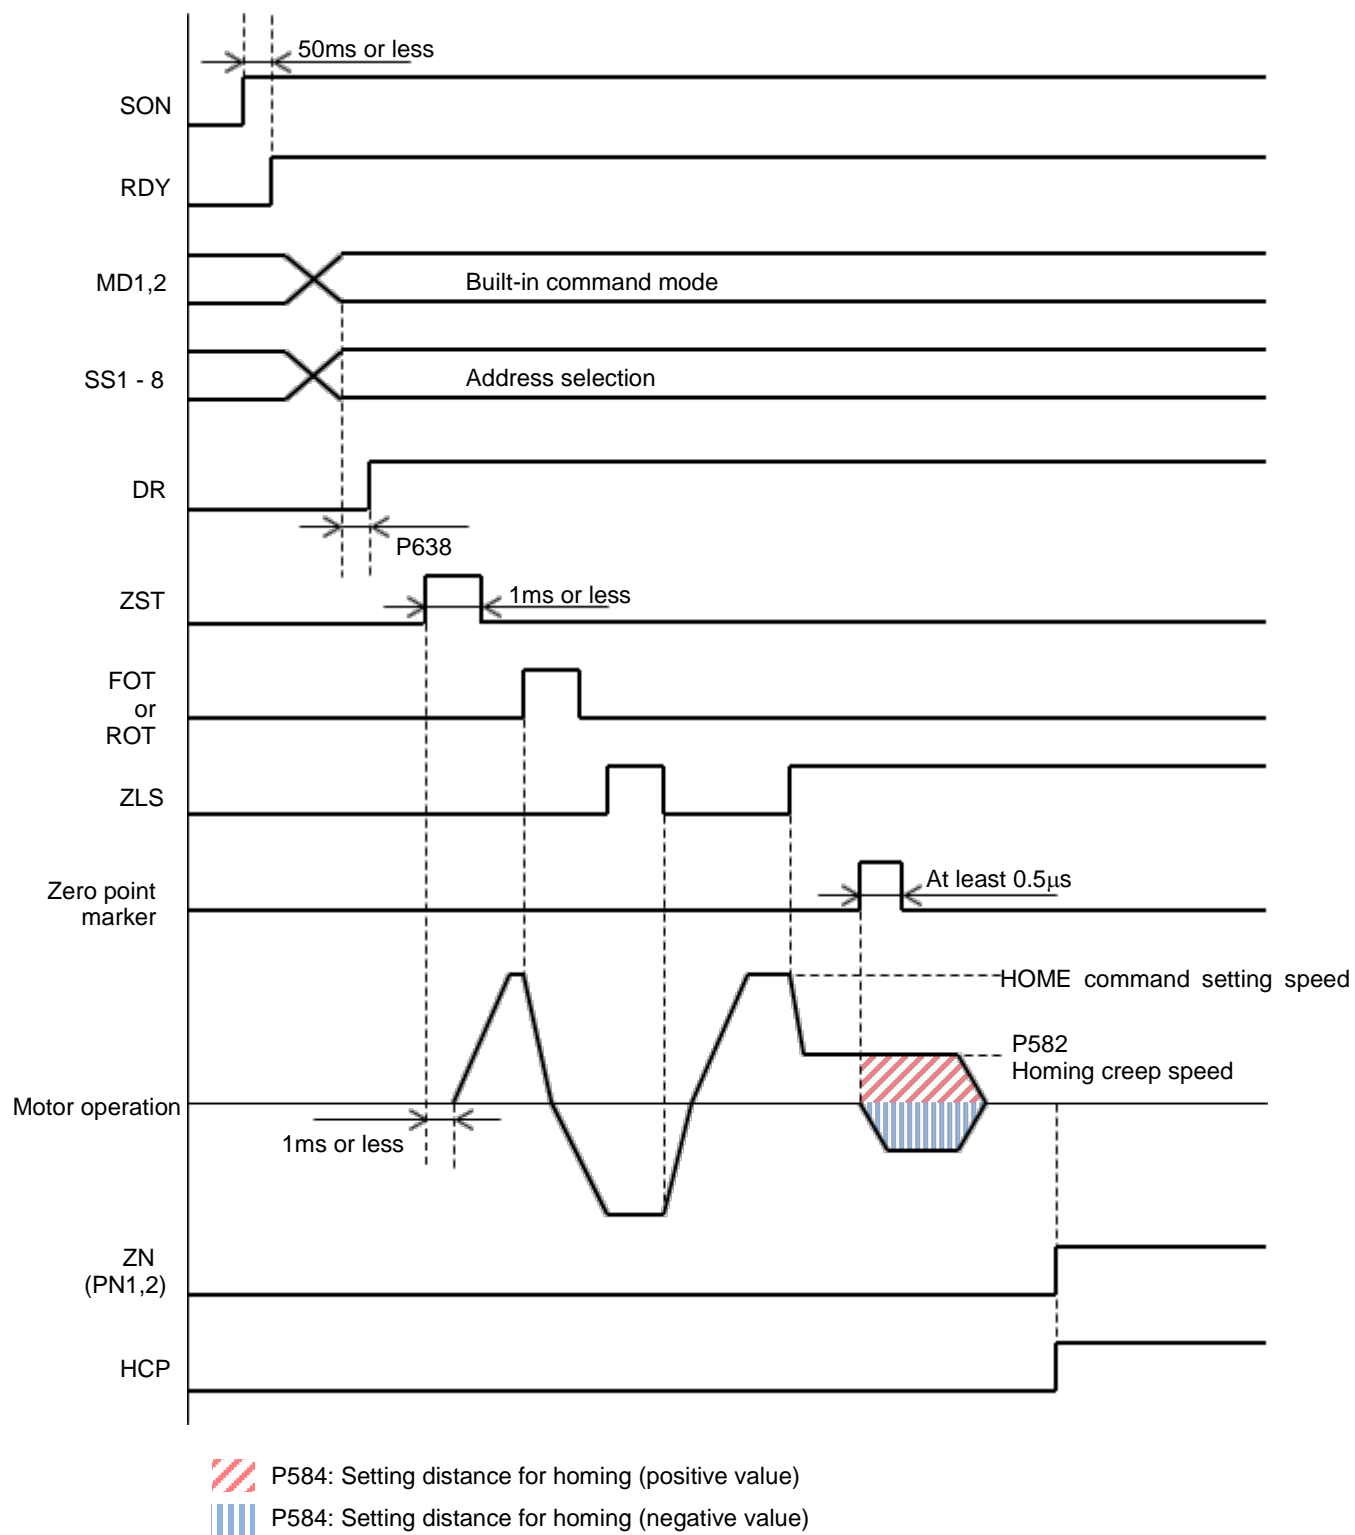 50ms or less
SON
RDY
MD1,2
Built-in command mode
SS1 - 8
Address selection
DR
P638
ZST
1ms or less
FOT
or
ROT
ZLS
Zero point
marker
At least 0.5μs
HOME command setting speed
P582
Homing creep speed
Motor operation
1ms or less
ZN
(PN1,2)
HCP
P584: Setting distance for homing (positive value)
P584: Setting distance for homing (negative value)